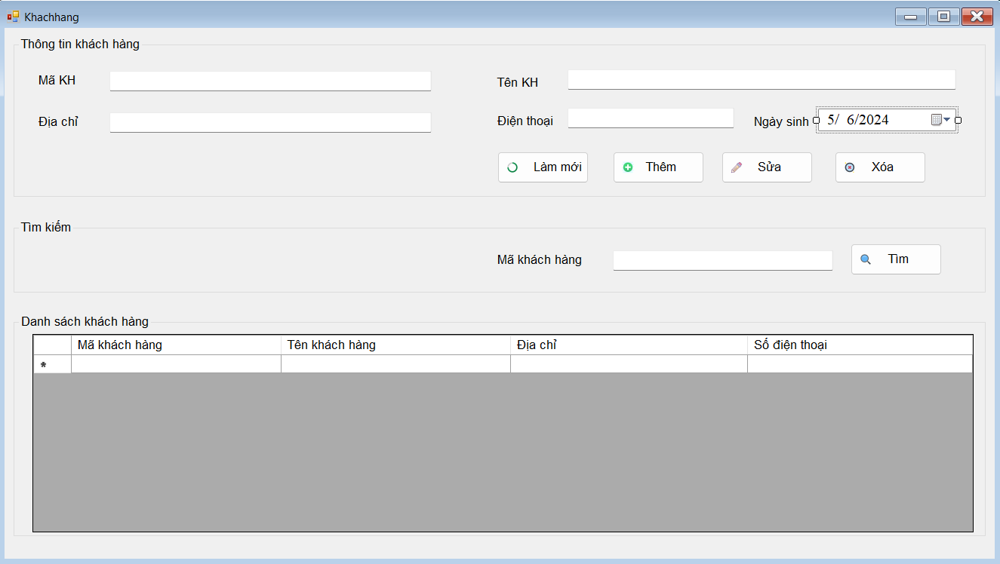 Khachhang
Thông tin khách hàng
Mã KH
Tên KH
Địa chỉ
Điện thoại
Ngày sinh
5/ 6/2024
Làm mới
Thêm
Sửa
Xóa
Tìm kiếm
Mã khách hàng
Tìm
Danh sách khách hàng
Mã khách hàng Tên khách hàng Địa chỉ Số điện thoại
*